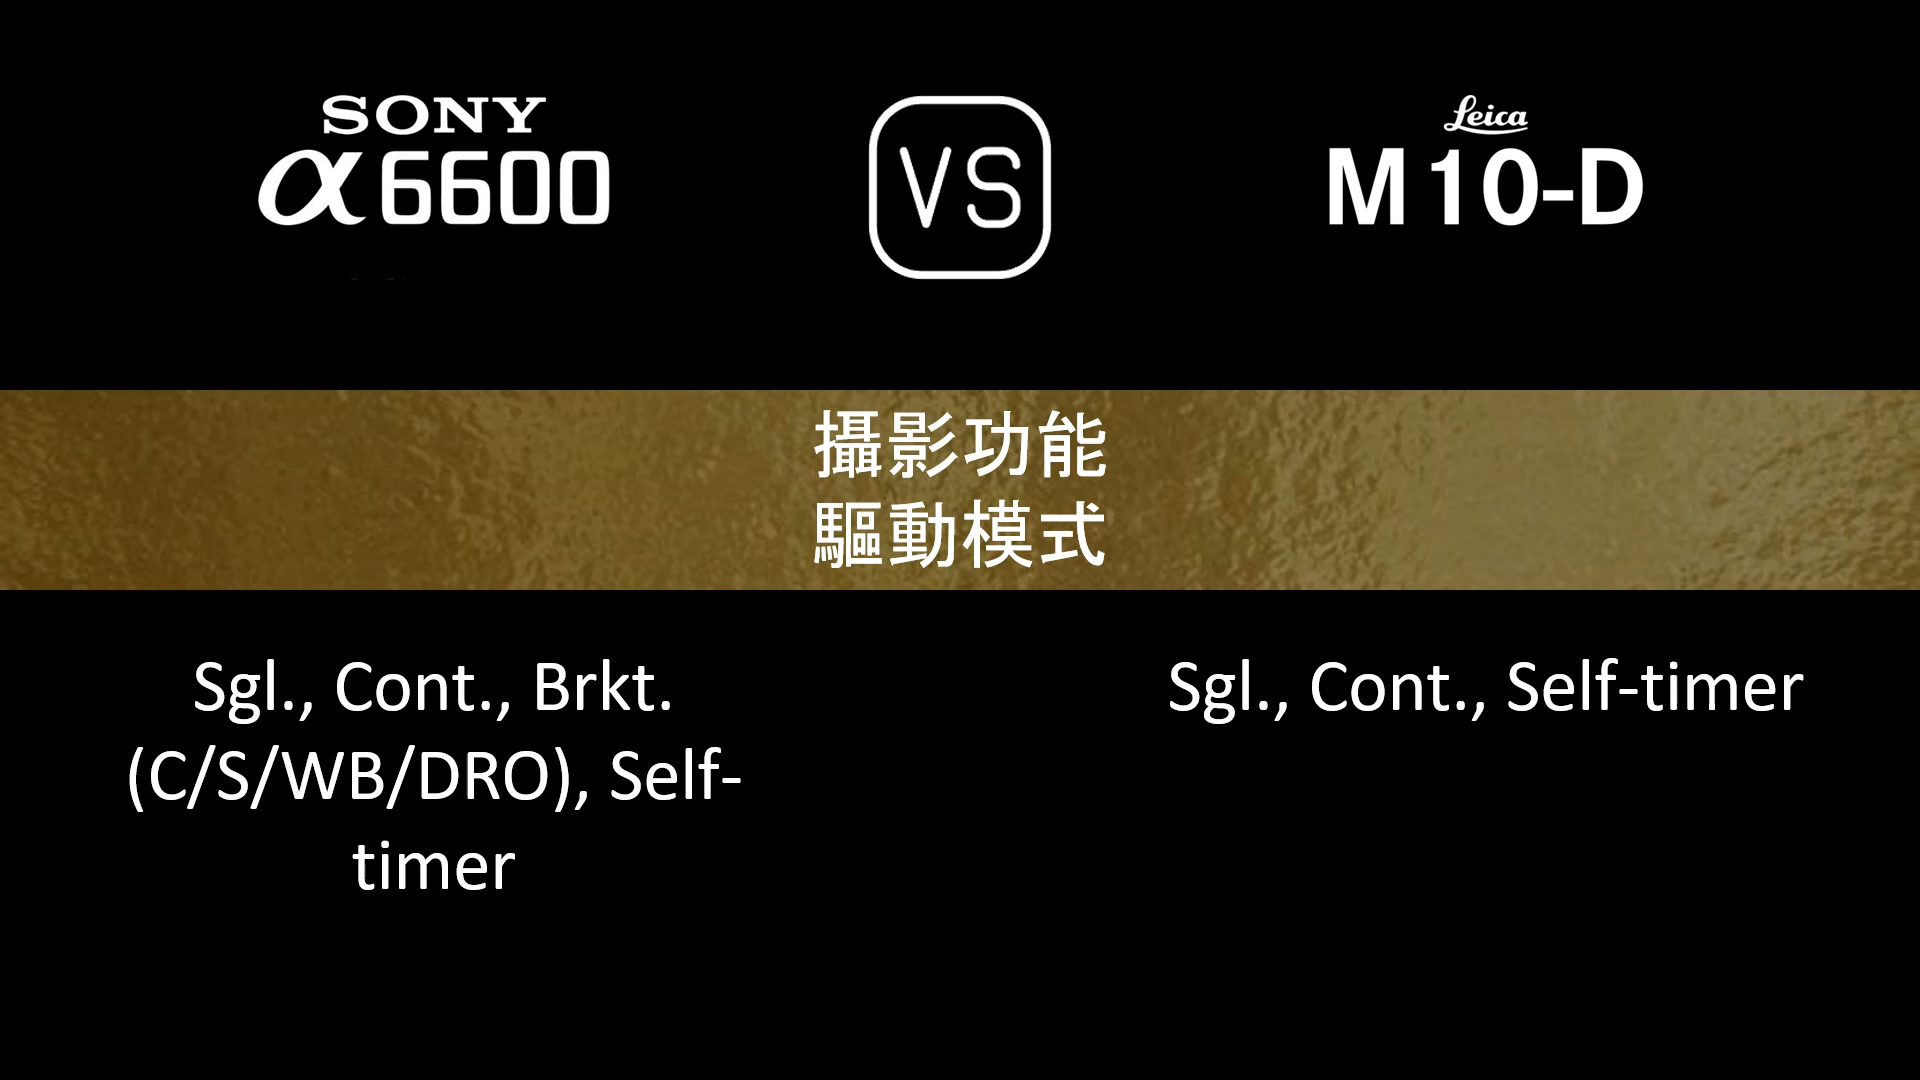 SONY
α6600
VS
Leica
M10-D
攝影功能
驅動模式
Sgl., Cont., Brkt.
(C/S/WB/DRO), Self-
timer
Sgl., Cont., Self-timer